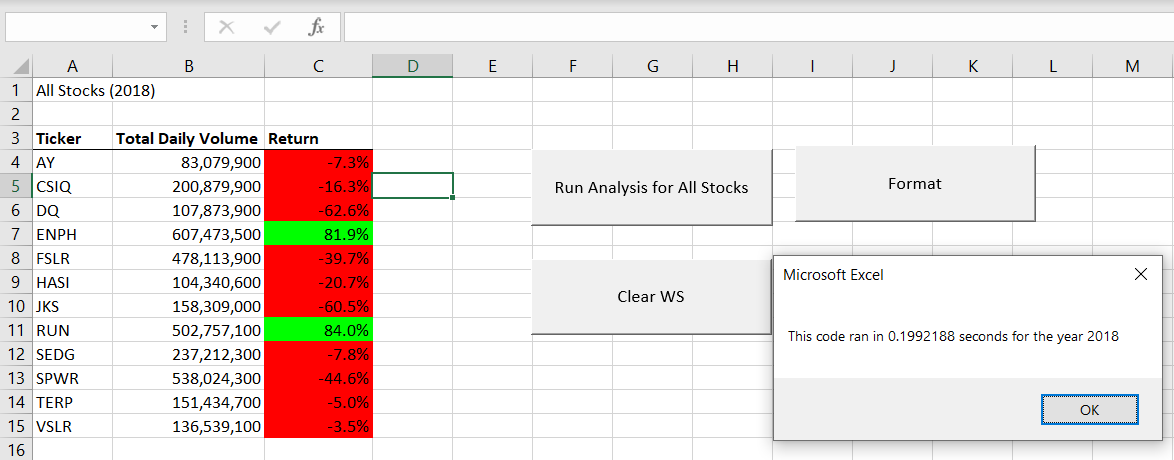 fx
A B C D E F G H I J K L M
1 All Stocks (2018)
2
3 Ticker Total Daily Volume Return
4 AY 83,079,900 -7.3%
5 CSIQ 200,879,900 -16.3%
6 DQ 107,873,900 -62.6%
7 ENPH 607,473,500 81.9%
8 FSLR 478,113,900 -39.7%
9 HASI 104,340,600 -20.7%
10 JKS 158,309,000 -60.5%
11 RUN 502,757,100 84.0%
12 SEDG 237,212,300 -7.8%
13 SPWR 538,024,300 -44.6%
14 TERP 151,434,700 -5.0%
15 VSLR 136,539,100 -3.5%
16
Run Analysis for All Stocks
Format
Clear WS
Microsoft Excel
This code ran in 0.1992188 seconds for the year 2018
OK